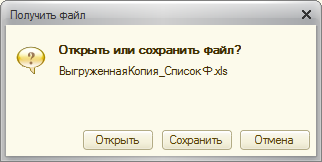 Получить файл
Открыть или сохранить файл?
ВыгруженнаяКопия_СписокФ.xls
Открыть
Сохранить
Отмена